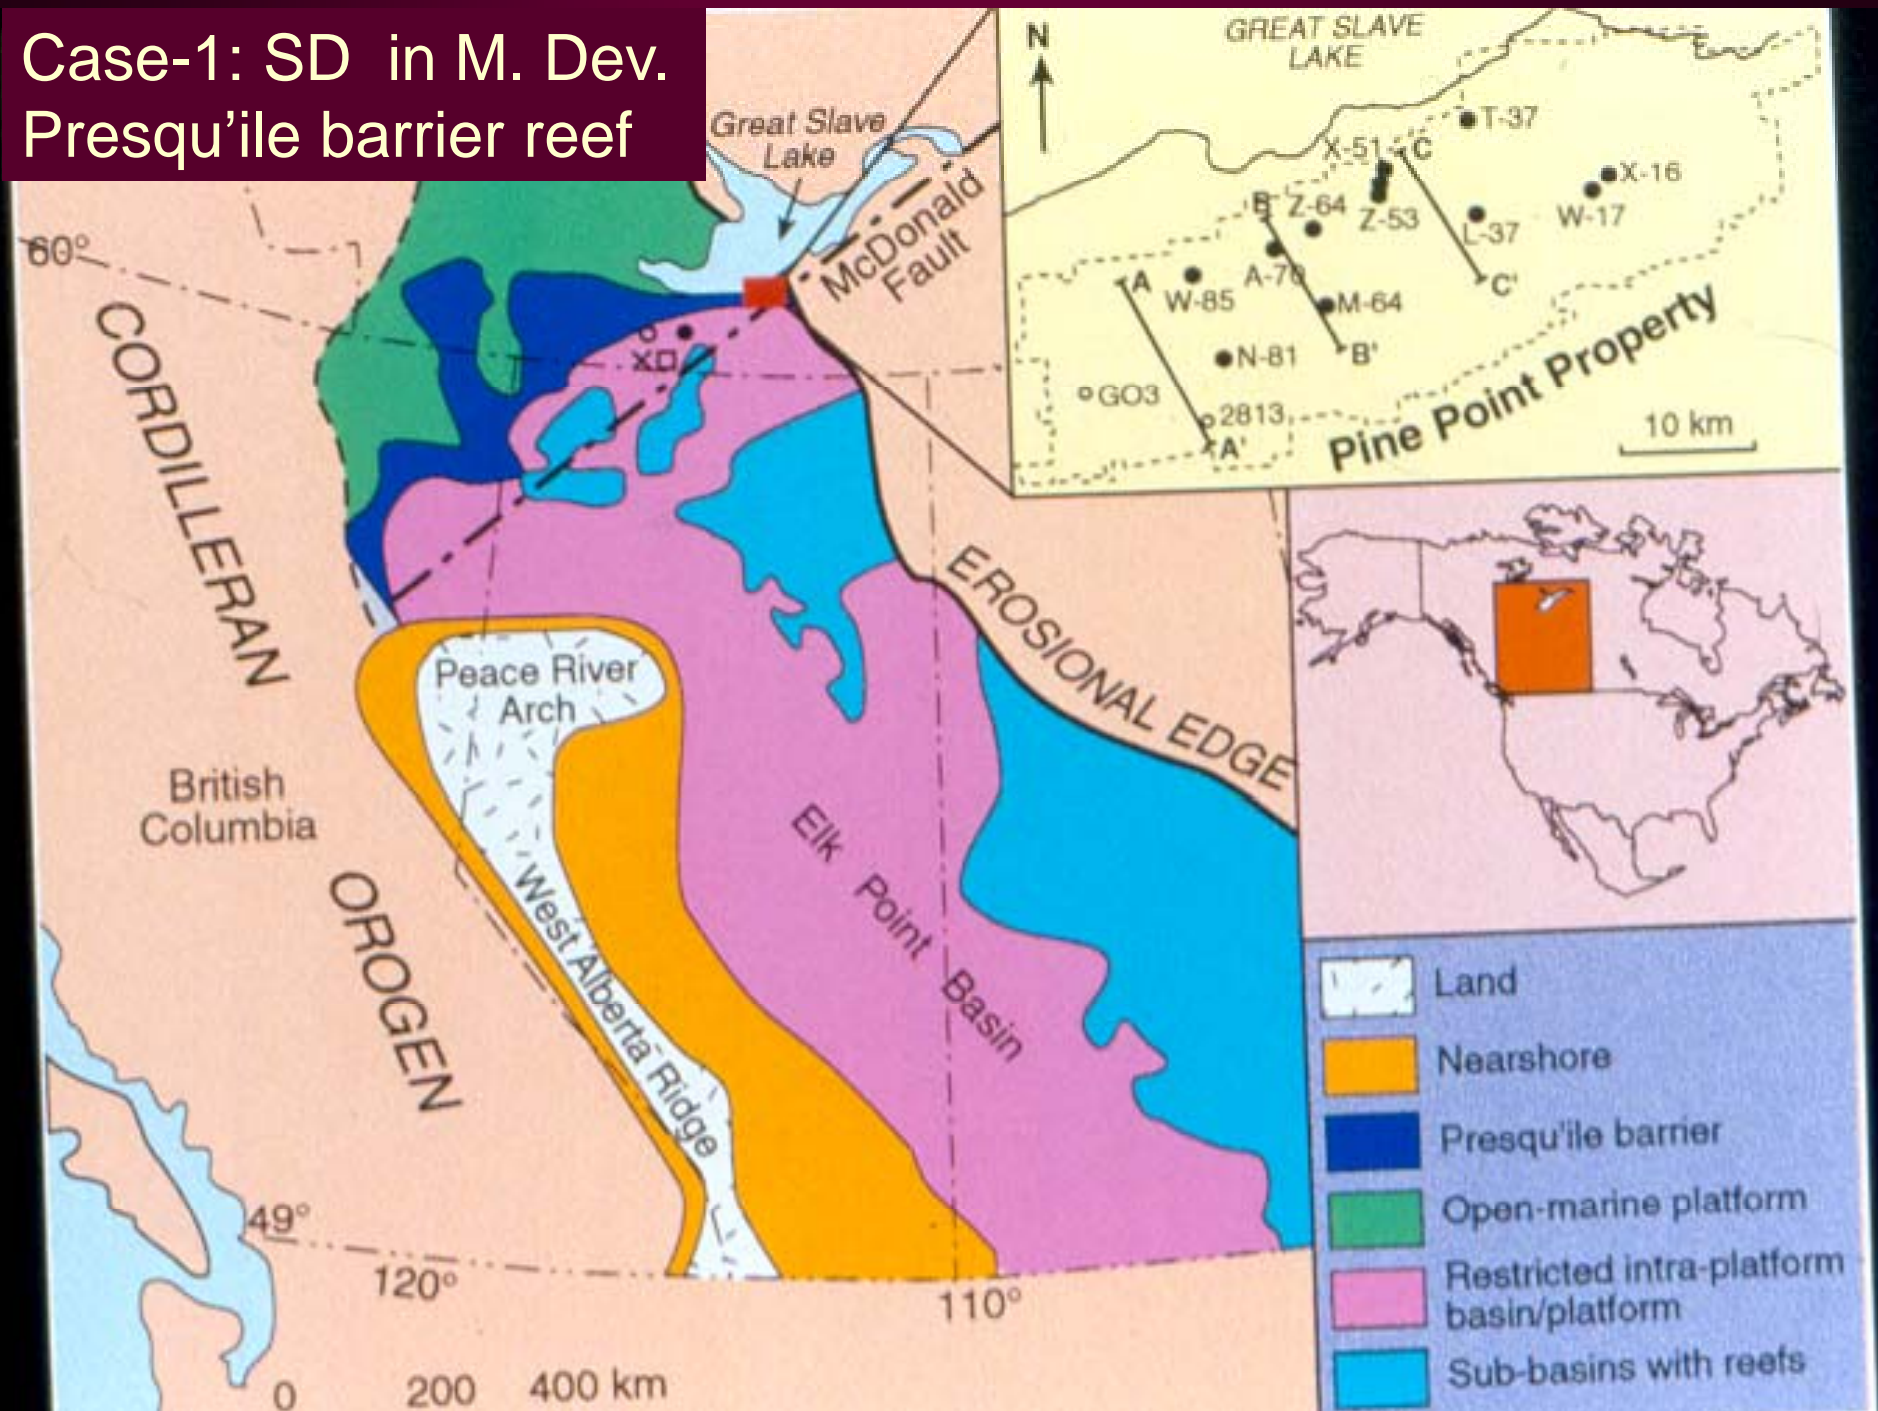 Case-1: SD in M. Dev.
Presqu'ile barrier reef
Great Slave
Lake
McDonald
Fault
60°
CORDILLERAN
OROGEN
British
Columbia
Peace River
Arch
West Alberta Ridge
Elk Point Basin
EROSIONAL EDGE
49°
120°
110°
0 200 400 km
N
GREAT SLAVE
LAKE
T-37
X-51
C
X-16
B
Z-64
Z-53
L-37
W-17
A
W-85
A-70
M-64
C'
N-81
B'
GO3
2813
A'
Pine Point Property
10 km
Land
Nearshore
Presqu'ile barrier
Open-marine platform
Restricted intra-platform
basin/platform
Sub-basins with reefs